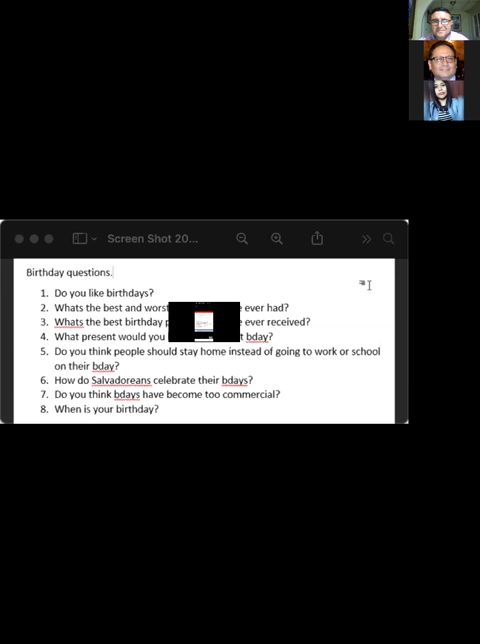 Screen Shot 20...
Birthday questions.
1. Do you like birthdays?
2. Whats the best and worst ever had?
3. Whats the best birthday ever received?
4. What present would you bday?
5. Do you think people should stay home instead of going to work or school
on their bday?
6. How do Salvadoreans celebrate their bdays?
7. Do you think bdays have become too commercial?
8. When is your birthday?